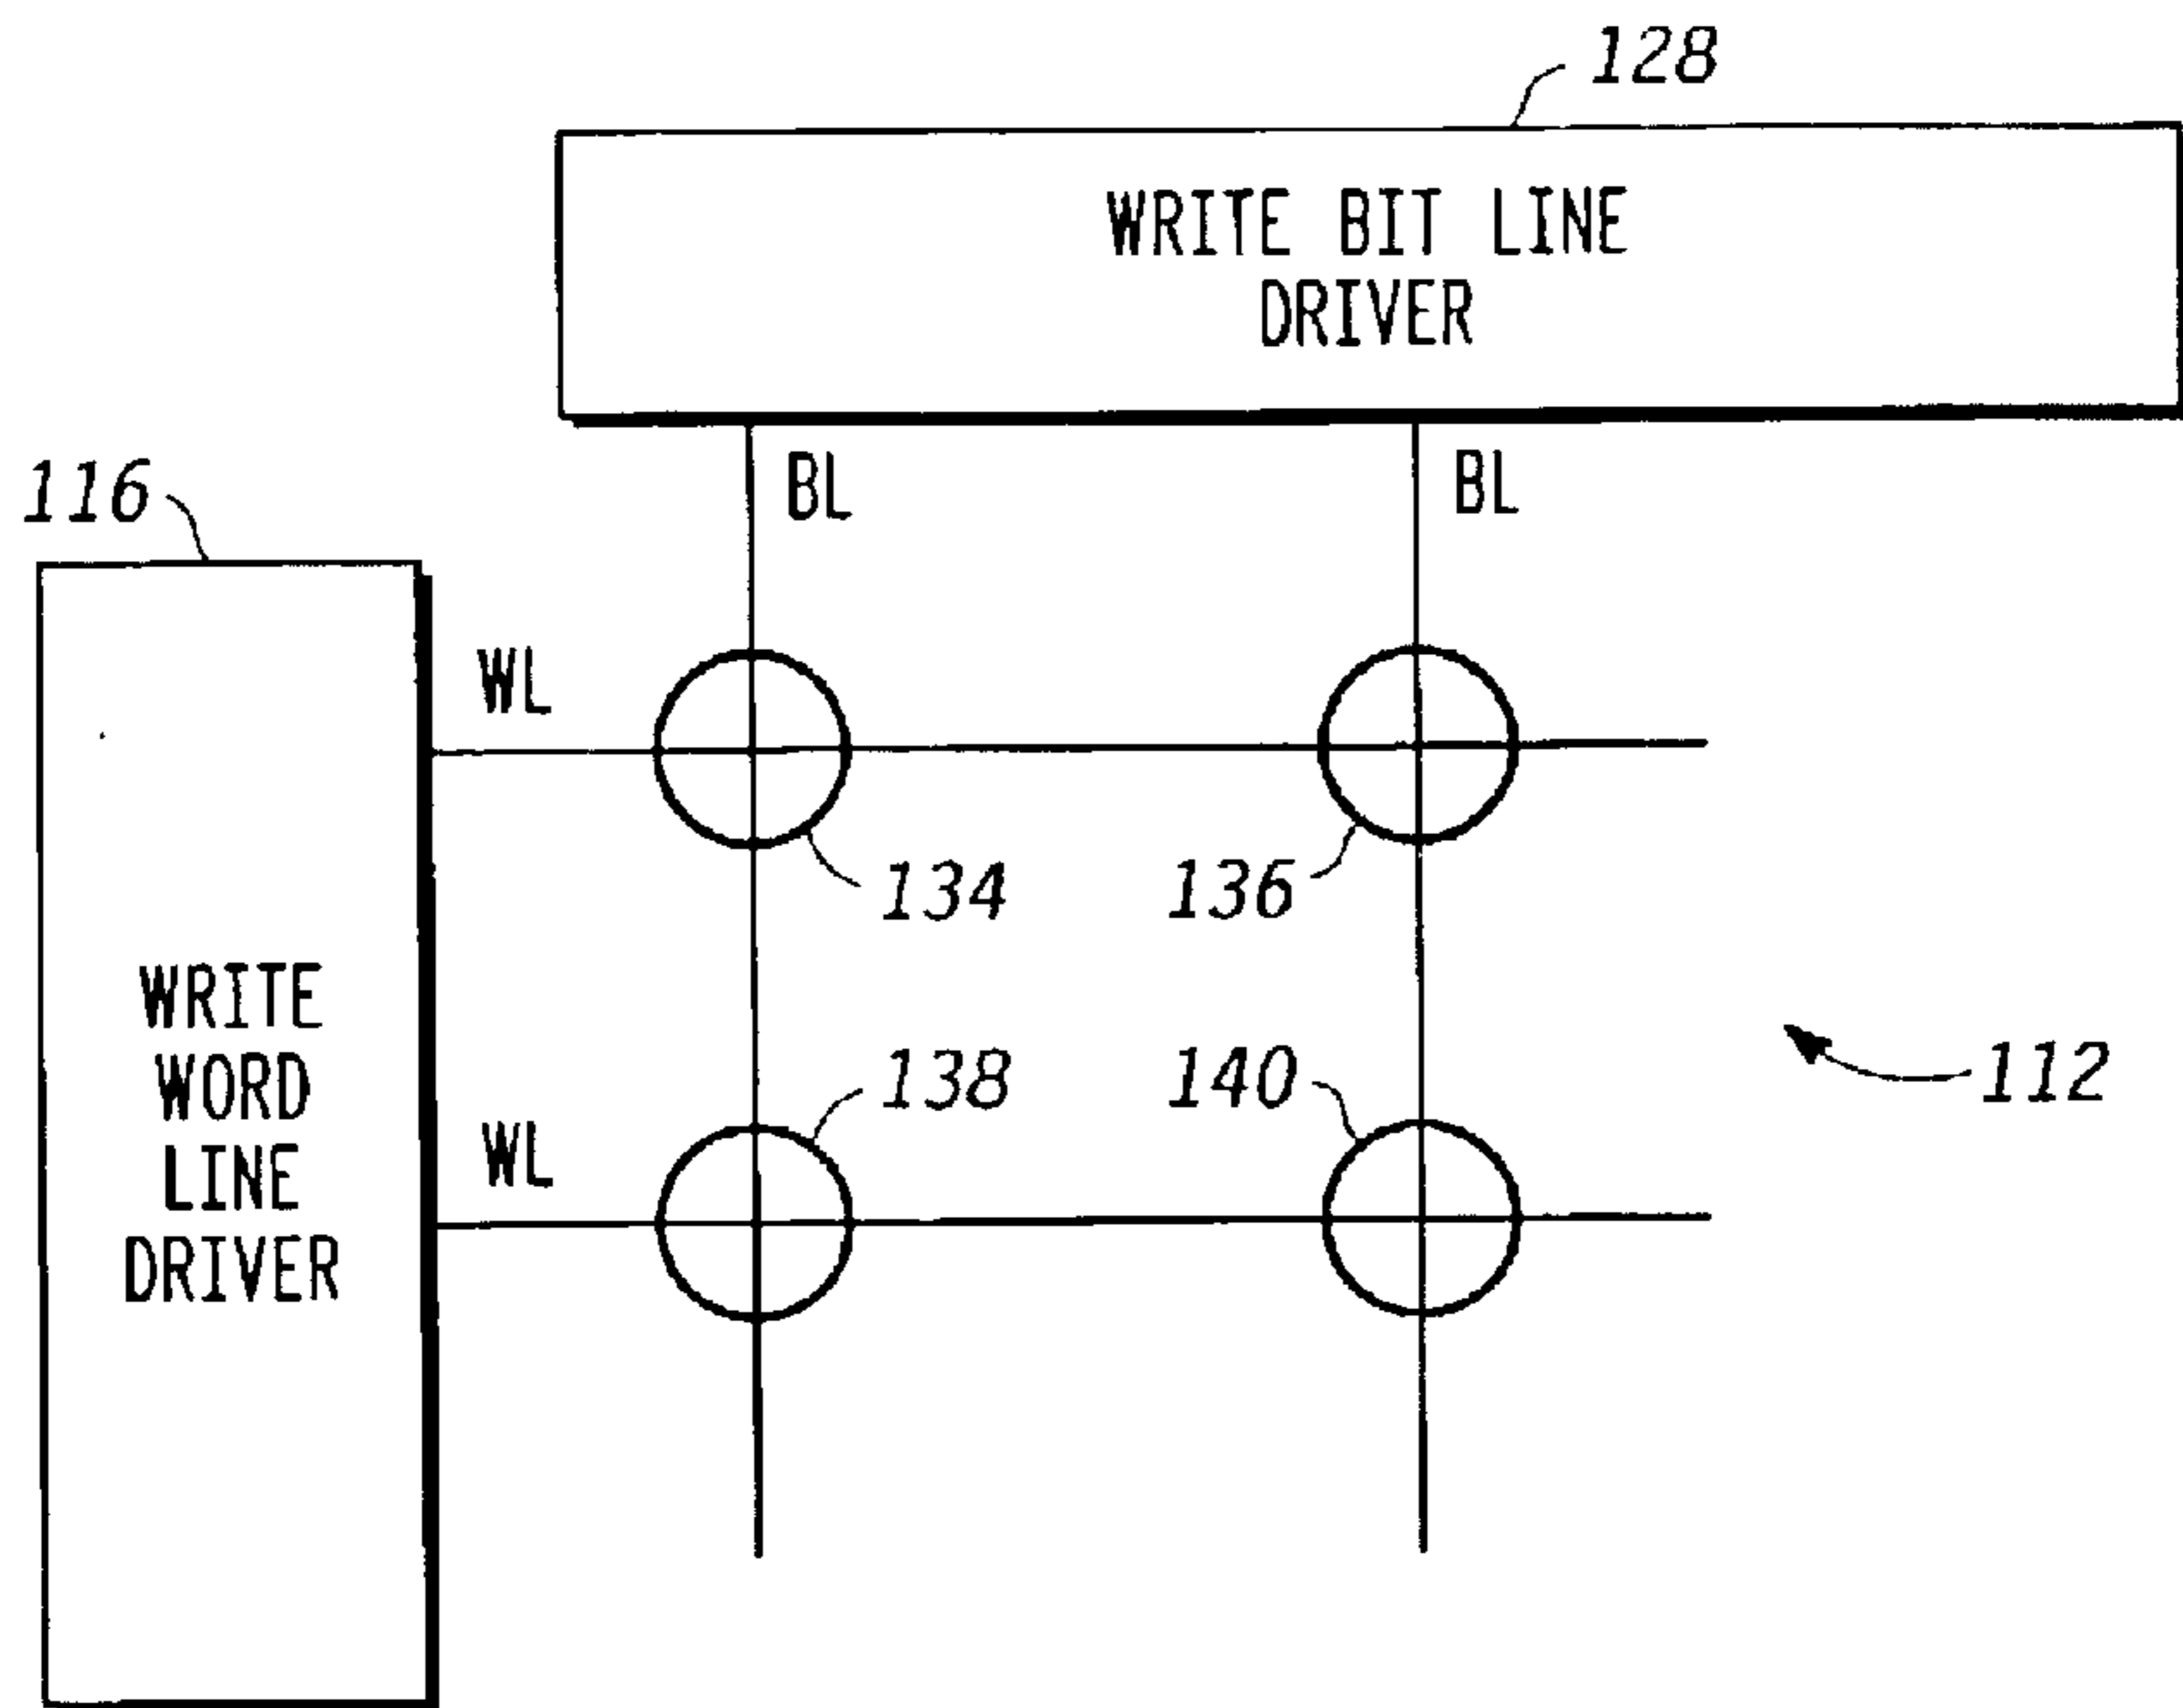 128
WRITE BIT LINE
DRIVER
BL
BL
116
WL
134
136
WRITE
WORD
LINE
DRIVER
138
140
112
WL